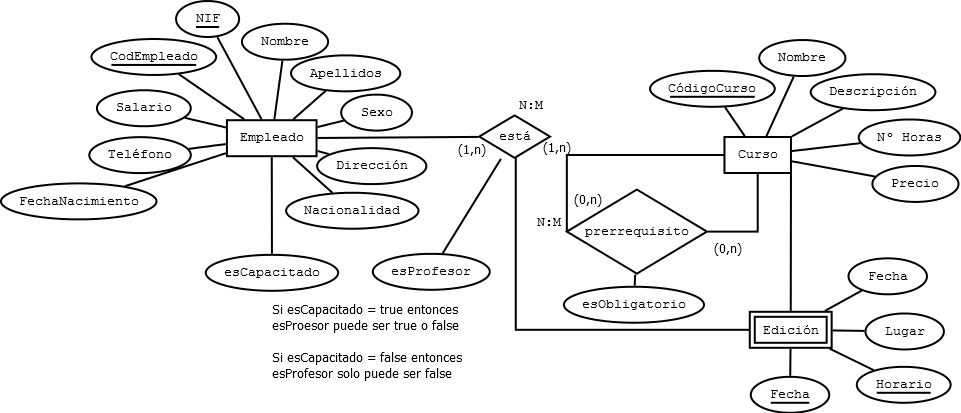 NIF
Nombre
CodEmpleado
Apellidos
Salario
Sexo
Empleado
Teléfono
Dirección
FechaNacimiento
Nacionalidad
esCapacitado
N:M
está
(1,n)
(1,n)
esProfesor
Nombre
CódigoCurso
Descripción
Nº Horas
Curso
Precio
(0,n)
N:M
prerrequisito
(0,n)
esObligatorio
Fecha
Edición
Lugar
Horario
Fecha
Si esCapacitado = true entonces
esProesor puede ser true o false
Si esCapacitado = false entonces
esProfesor solo puede ser false